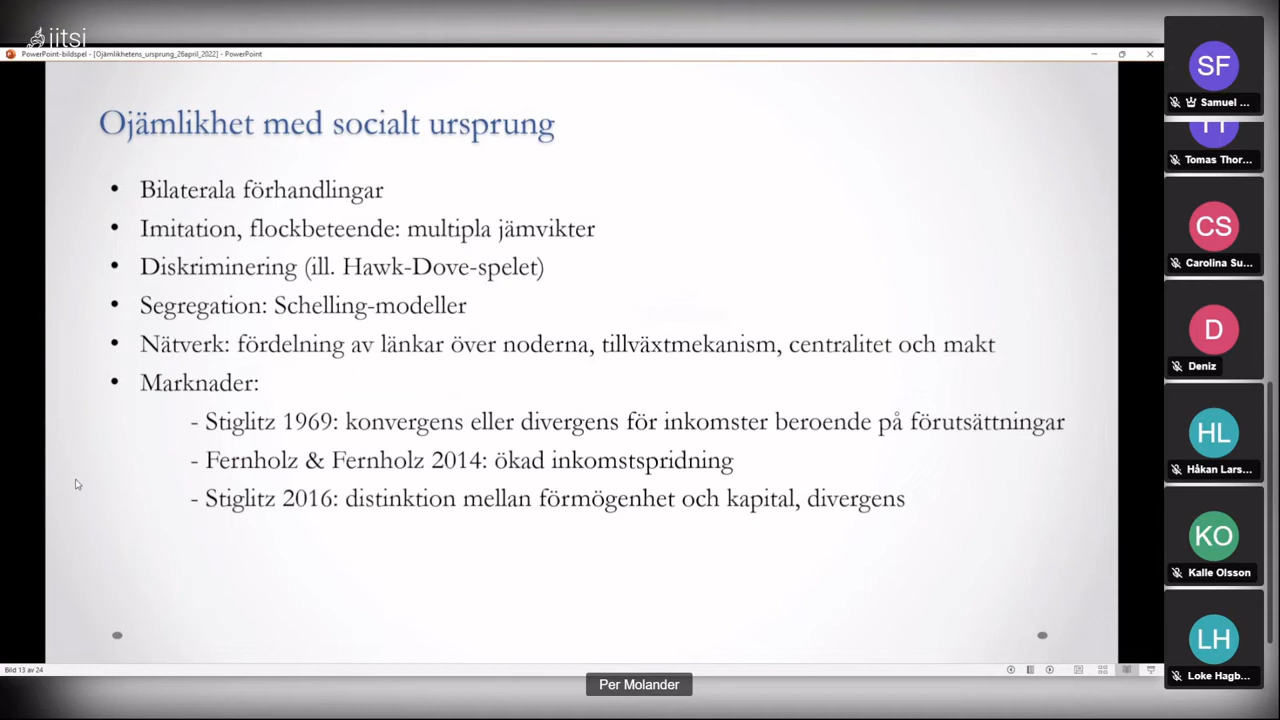 jitsi
PowerPoint-bildspel - [Ojämlikhetens_ursprung_26april_2022] - PowerPoint
Ojämlikhet med socialt ursprung
• Bilaterala förhandlingar
• Imitation, flockbeteende: multipla jämvikter
• Diskriminering (ill. Hawk-Dove-spelet)
• Segregation: Schelling-modeller
• Nätverk: fördelning av länkar över noderna, tillväxtmekanism, centralitet och makt
• Marknader:
- Stiglitz 1969: konvergens eller divergens för inkomster beroende på förutsättningar
- Fernholz & Fernholz 2014: ökad inkomstspridning
- Stiglitz 2016: distinktion mellan förmögenhet och kapital, divergens
Bild 13 av 24
Per Molander
SF
Samuel ...
TT
Tomas Thor...
CS
Carolina Su...
D
Deniz
HL
Håkan Lars...
KO
Kalle Olsson
LH
Loke Hagb...